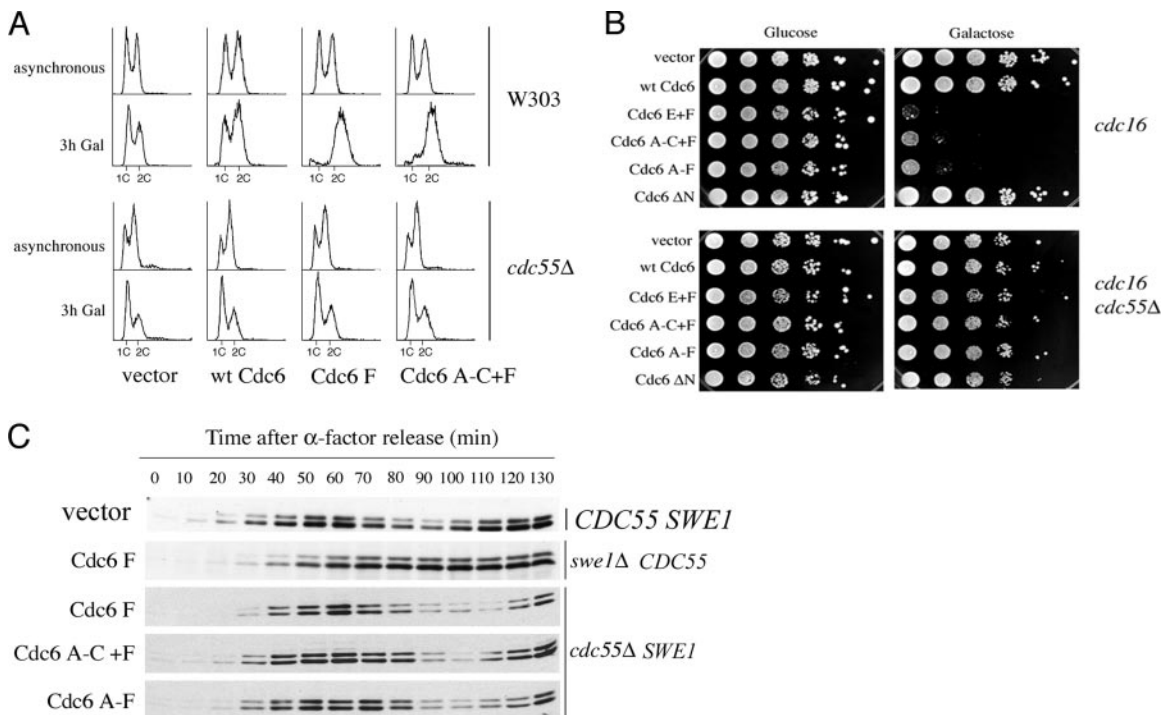 A
asynchronous
W303
3h Gal
1C 2C 1C 2C 1C 2C 1C 2C
asynchronous
cdc55Δ
3h Gal
1C 2C 1C 2C 1C 2C 1C 2C
vector wt Cdc6 Cdc6 F Cdc6 A-C+F
B
Glucose Galactose
vector
wt Cdc6
Cdc6 E+F
cdc16
Cdc6 A-C+F
Cdc6 A-F
Cdc6 ΔN
vector
wt Cdc6
cdc16
Cdc6 E+F
cdc55Δ
Cdc6 A-C+F
Cdc6 A-F
Cdc6 ΔN
C
Time after α-factor release (min)
0 10 20 30 40 50 60 70 80 90 100 110 120 130
vector CDC55 SWE1
Cdc6 F swe1Δ CDC55
Cdc6 F
Cdc6 A-C +F cdc55Δ SWE1
Cdc6 A-F